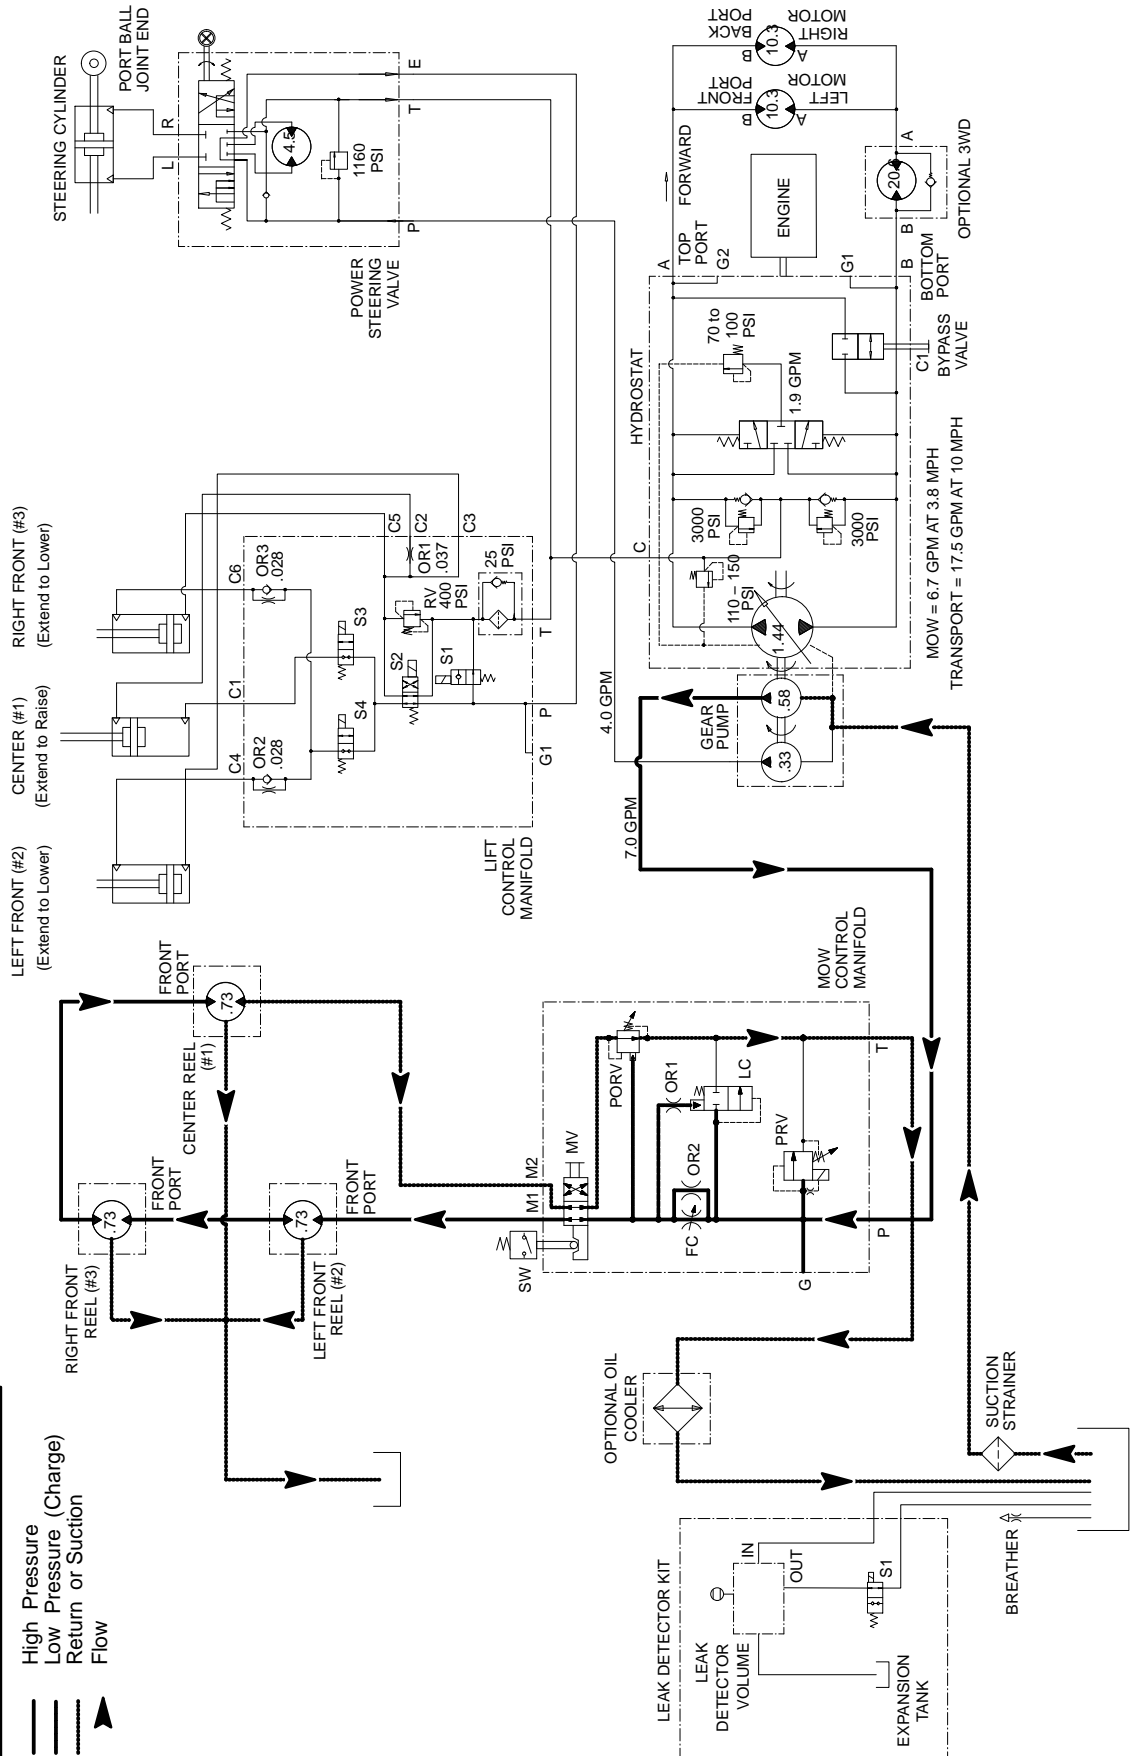 High Pressure
Low Pressure (Charge)
Return or Suction
Flow
STEERING CYLINDER
PORT BALL
JOINT END
L
R
4.5
1160
PSI
P
T
E
POWER
STEERING
VALVE
RIGHT FRONT (#3)
(Extend to Lower)
CENTER (#1)
(Extend to Raise)
LEFT FRONT (#2)
(Extend to Lower)
C4
C1
C6
OR2
.028
OR3
.028
S4
S3
S2
S1
RV
400
PSI
OR1
.037
25
PSI
C5
C2
C3
G1
P
T
LIFT
CONTROL
MANIFOLD
RIGHT FRONT
REEL (#3)
.73
FRONT
PORT
LEFT FRONT
REEL (#2)
.73
FRONT
PORT
CENTER REEL
(#1)
.73
FRONT
PORT
SW
M1
M2
MV
PORV
OR1
LC
FC
OR2
PRV
G
P
T
MOW
CONTROL
MANIFOLD
7.0 GPM
4.0 GPM
GEAR
PUMP
.33
.58
1.44
HYDROSTAT
C
110 – 150
PSI
3000
PSI
3000
PSI
70 to
100
PSI
1.9 GPM
A
TOP
PORT
G2
G1
B
BOTTOM
PORT
C1
BYPASS
VALVE
ENGINE
FORWARD
B
FRONT
PORT
10.3
A
LEFT
MOTOR
B
BACK
PORT
10.3
A
RIGHT
MOTOR
B
A
OPTIONAL 3WD
MOW = 6.7 GPM AT 3.8 MPH
TRANSPORT = 17.5 GPM AT 10 MPH
OPTIONAL OIL
COOLER
SUCTION
STRAINER
BREATHER
LEAK DETECTOR KIT
LEAK
DETECTOR
VOLUME
IN
OUT
S1
EXPANSION
TANK